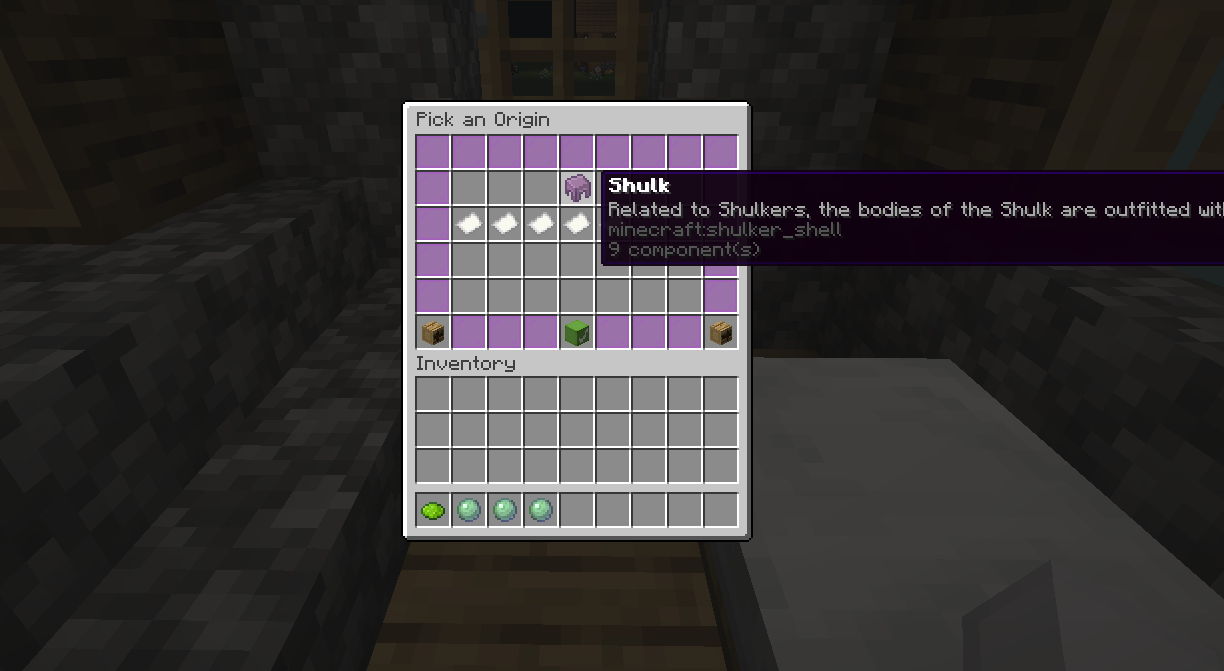 Pick an Origin
Shulk
Related to Shulkers, the bodies of the Shulk are outfitted wit
minecraft:shulker_shell
9 component(s)
Inventory